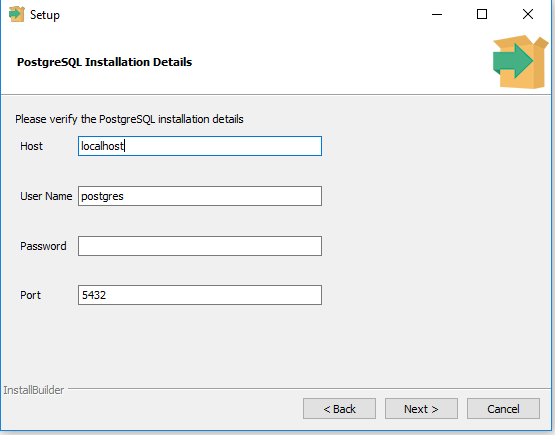 Setup
PostgreSQL Installation Details
Please verify the PostgreSQL installation details
Host localhost
User Name postgres
Password
Port 5432
InstallBuilder
< Back Next > Cancel